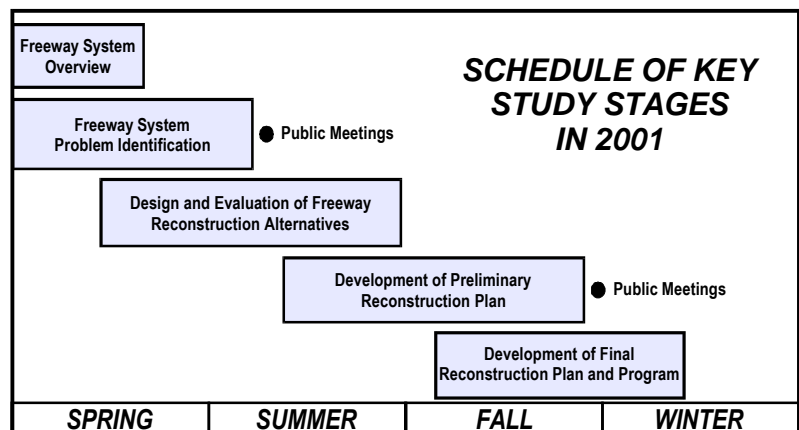 Freeway System
Overview
SCHEDULE OF KEY
STUDY STAGES
IN 2001
Freeway System
Problem Identification
Public Meetings
Design and Evaluation of Freeway
Reconstruction Alternatives
Development of Preliminary
Reconstruction Plan
Public Meetings
Development of Final
Reconstruction Plan and Program
SPRING
SUMMER
FALL
WINTER